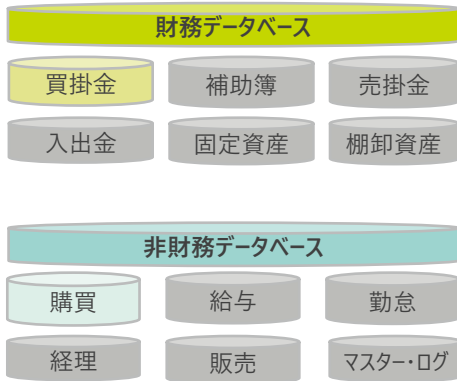 財務データベース
買掛金 補助簿 売掛金
入出金 固定資産 棚卸資産
非財務データベース
購買 給与 勤怠
経理 販売 マスター・ログ